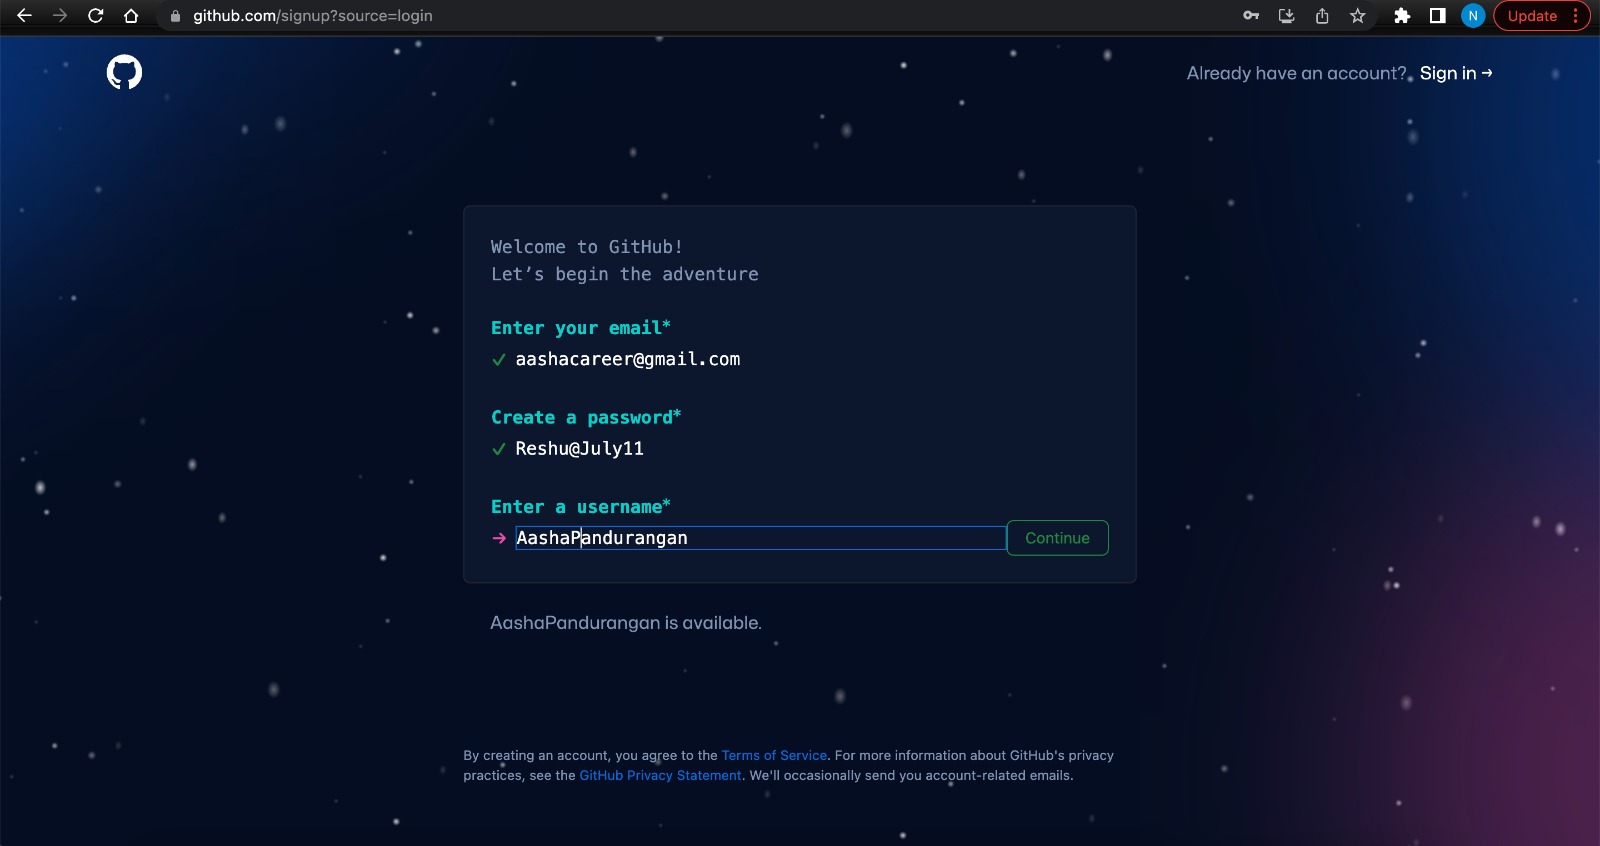 github.com/signup?source=login
N
Update
Already have an account? Sign in →
Welcome to GitHub!
Let’s begin the adventure
Enter your email*
✓ aashacareer@gmail.com
Create a password*
✓ Reshu@July11
Enter a username*
→ AashaPandurangan
Continue
AashaPandurangan is available.
By creating an account, you agree to the Terms of Service. For more information about GitHub's privacy
practices, see the GitHub Privacy Statement. We'll occasionally send you account-related emails.